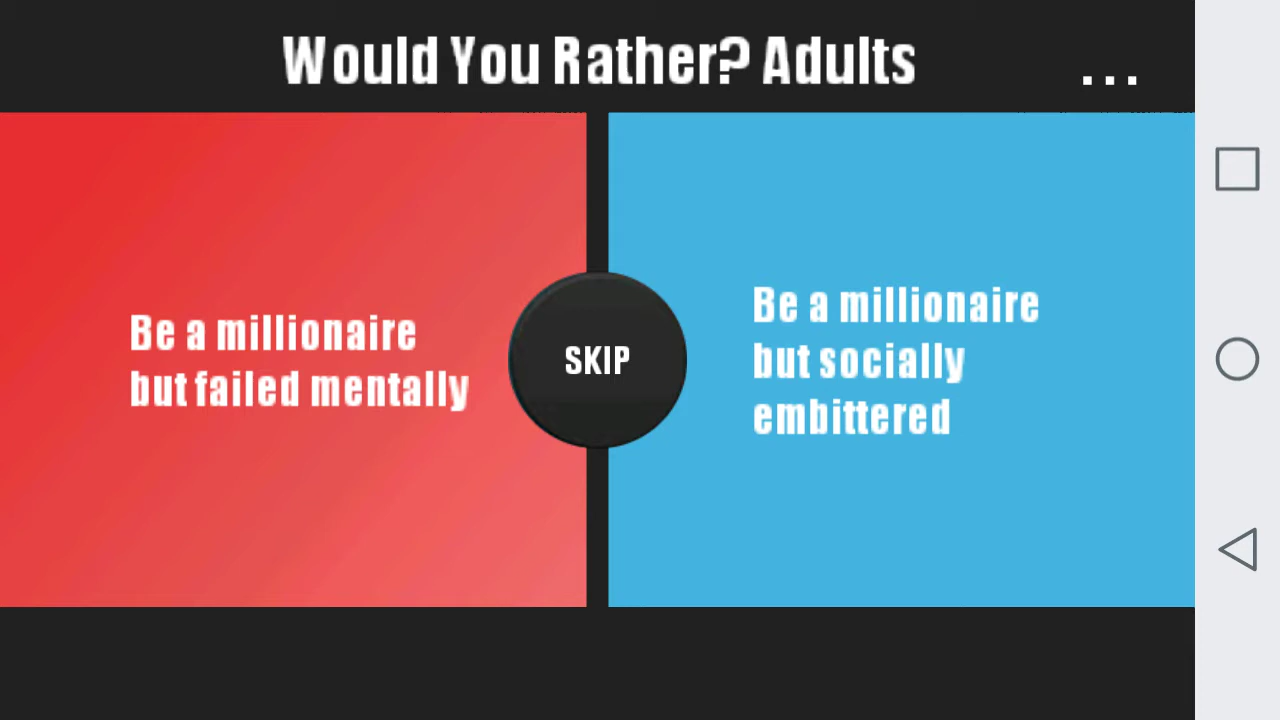 Would You Rather? Adults
...
Be a millionaire
but failed mentally
SKIP
Be a millionaire
but socially
embittered